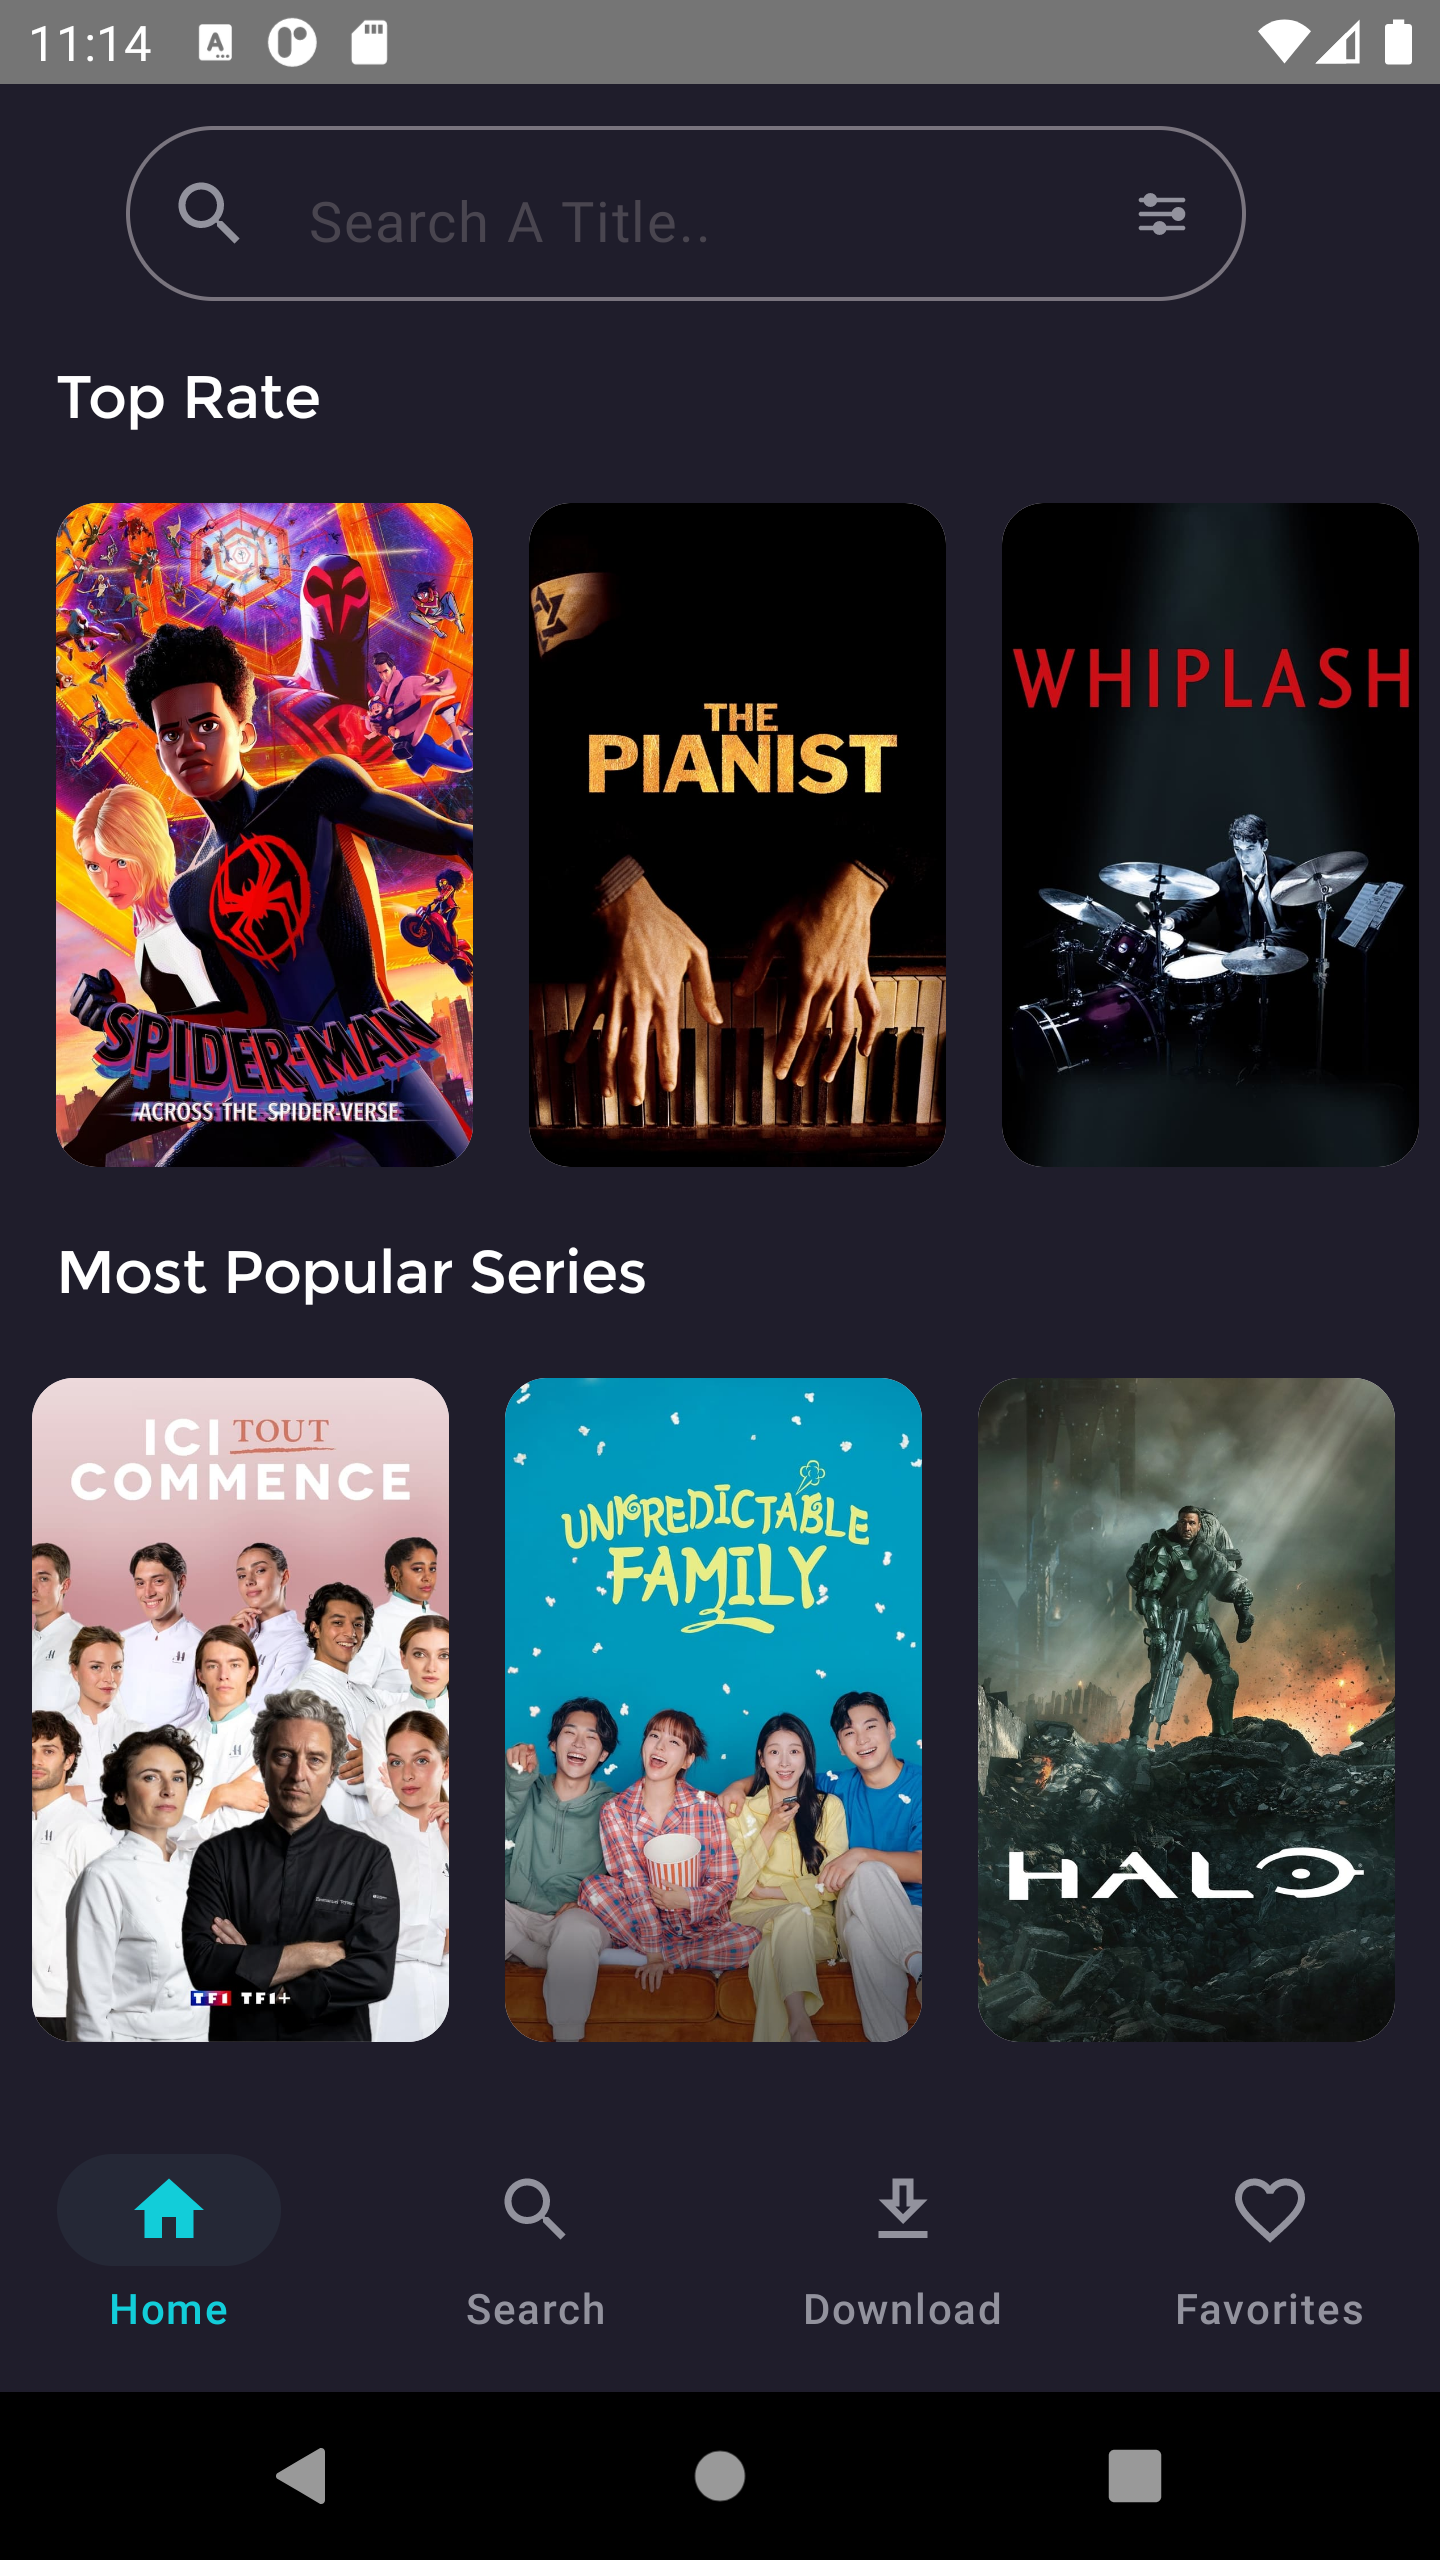 11:14
Search A Title..
Top Rate
SPIDER-MAN
ACROSS THE SPIDER-VERSE
THE
PIANIST
WHIPLASH
Most Popular Series
ICI TOUT
COMMENCE
TF1 TF1+
UNPREDICTABLE
FAMILY
HALO
Home
Search
Download
Favorites